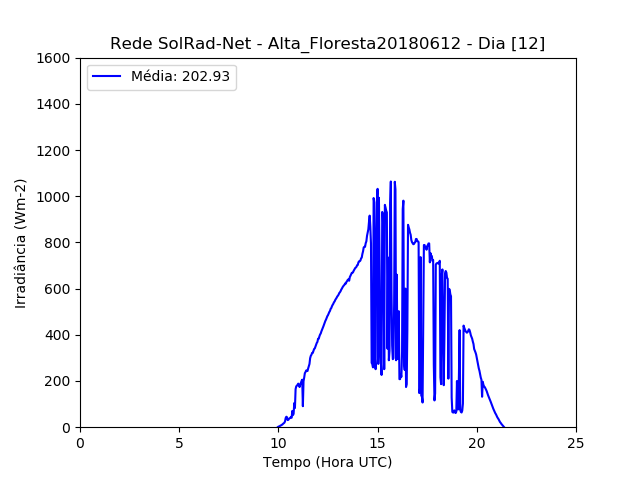 Rede SolRad-Net - Alta_Floresta20180612 - Dia [12]
Média: 202.93
Irradiância (Wm-2)
1600
1400
1200
1000
800
600
400
200
0
0 5 10 15 20 25
Tempo (Hora UTC)